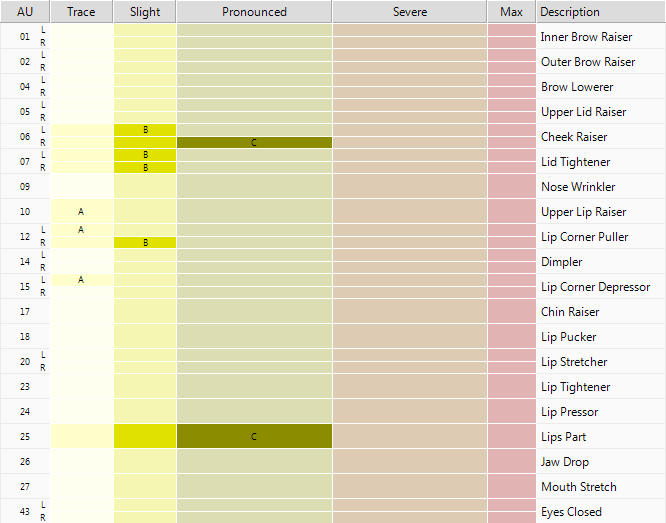 AU Trace Slight Pronounced Severe Max Description
01 L R Inner Brow Raiser
02 L R Outer Brow Raiser
04 L R Brow Lowerer
05 L R Upper Lid Raiser
06 L B R C Cheek Raiser
07 L B R B Lid Tightener
09 Nose Wrinkler
10 A Upper Lip Raiser
12 L A R B Lip Corner Puller
14 L R Dimpler
15 L A R Lip Corner Depressor
17 Chin Raiser
18 Lip Pucker
20 L R Lip Stretcher
23 Lip Tightener
24 Lip Pressor
25 C Lips Part
26 Jaw Drop
27 Mouth Stretch
43 L R Eyes Closed